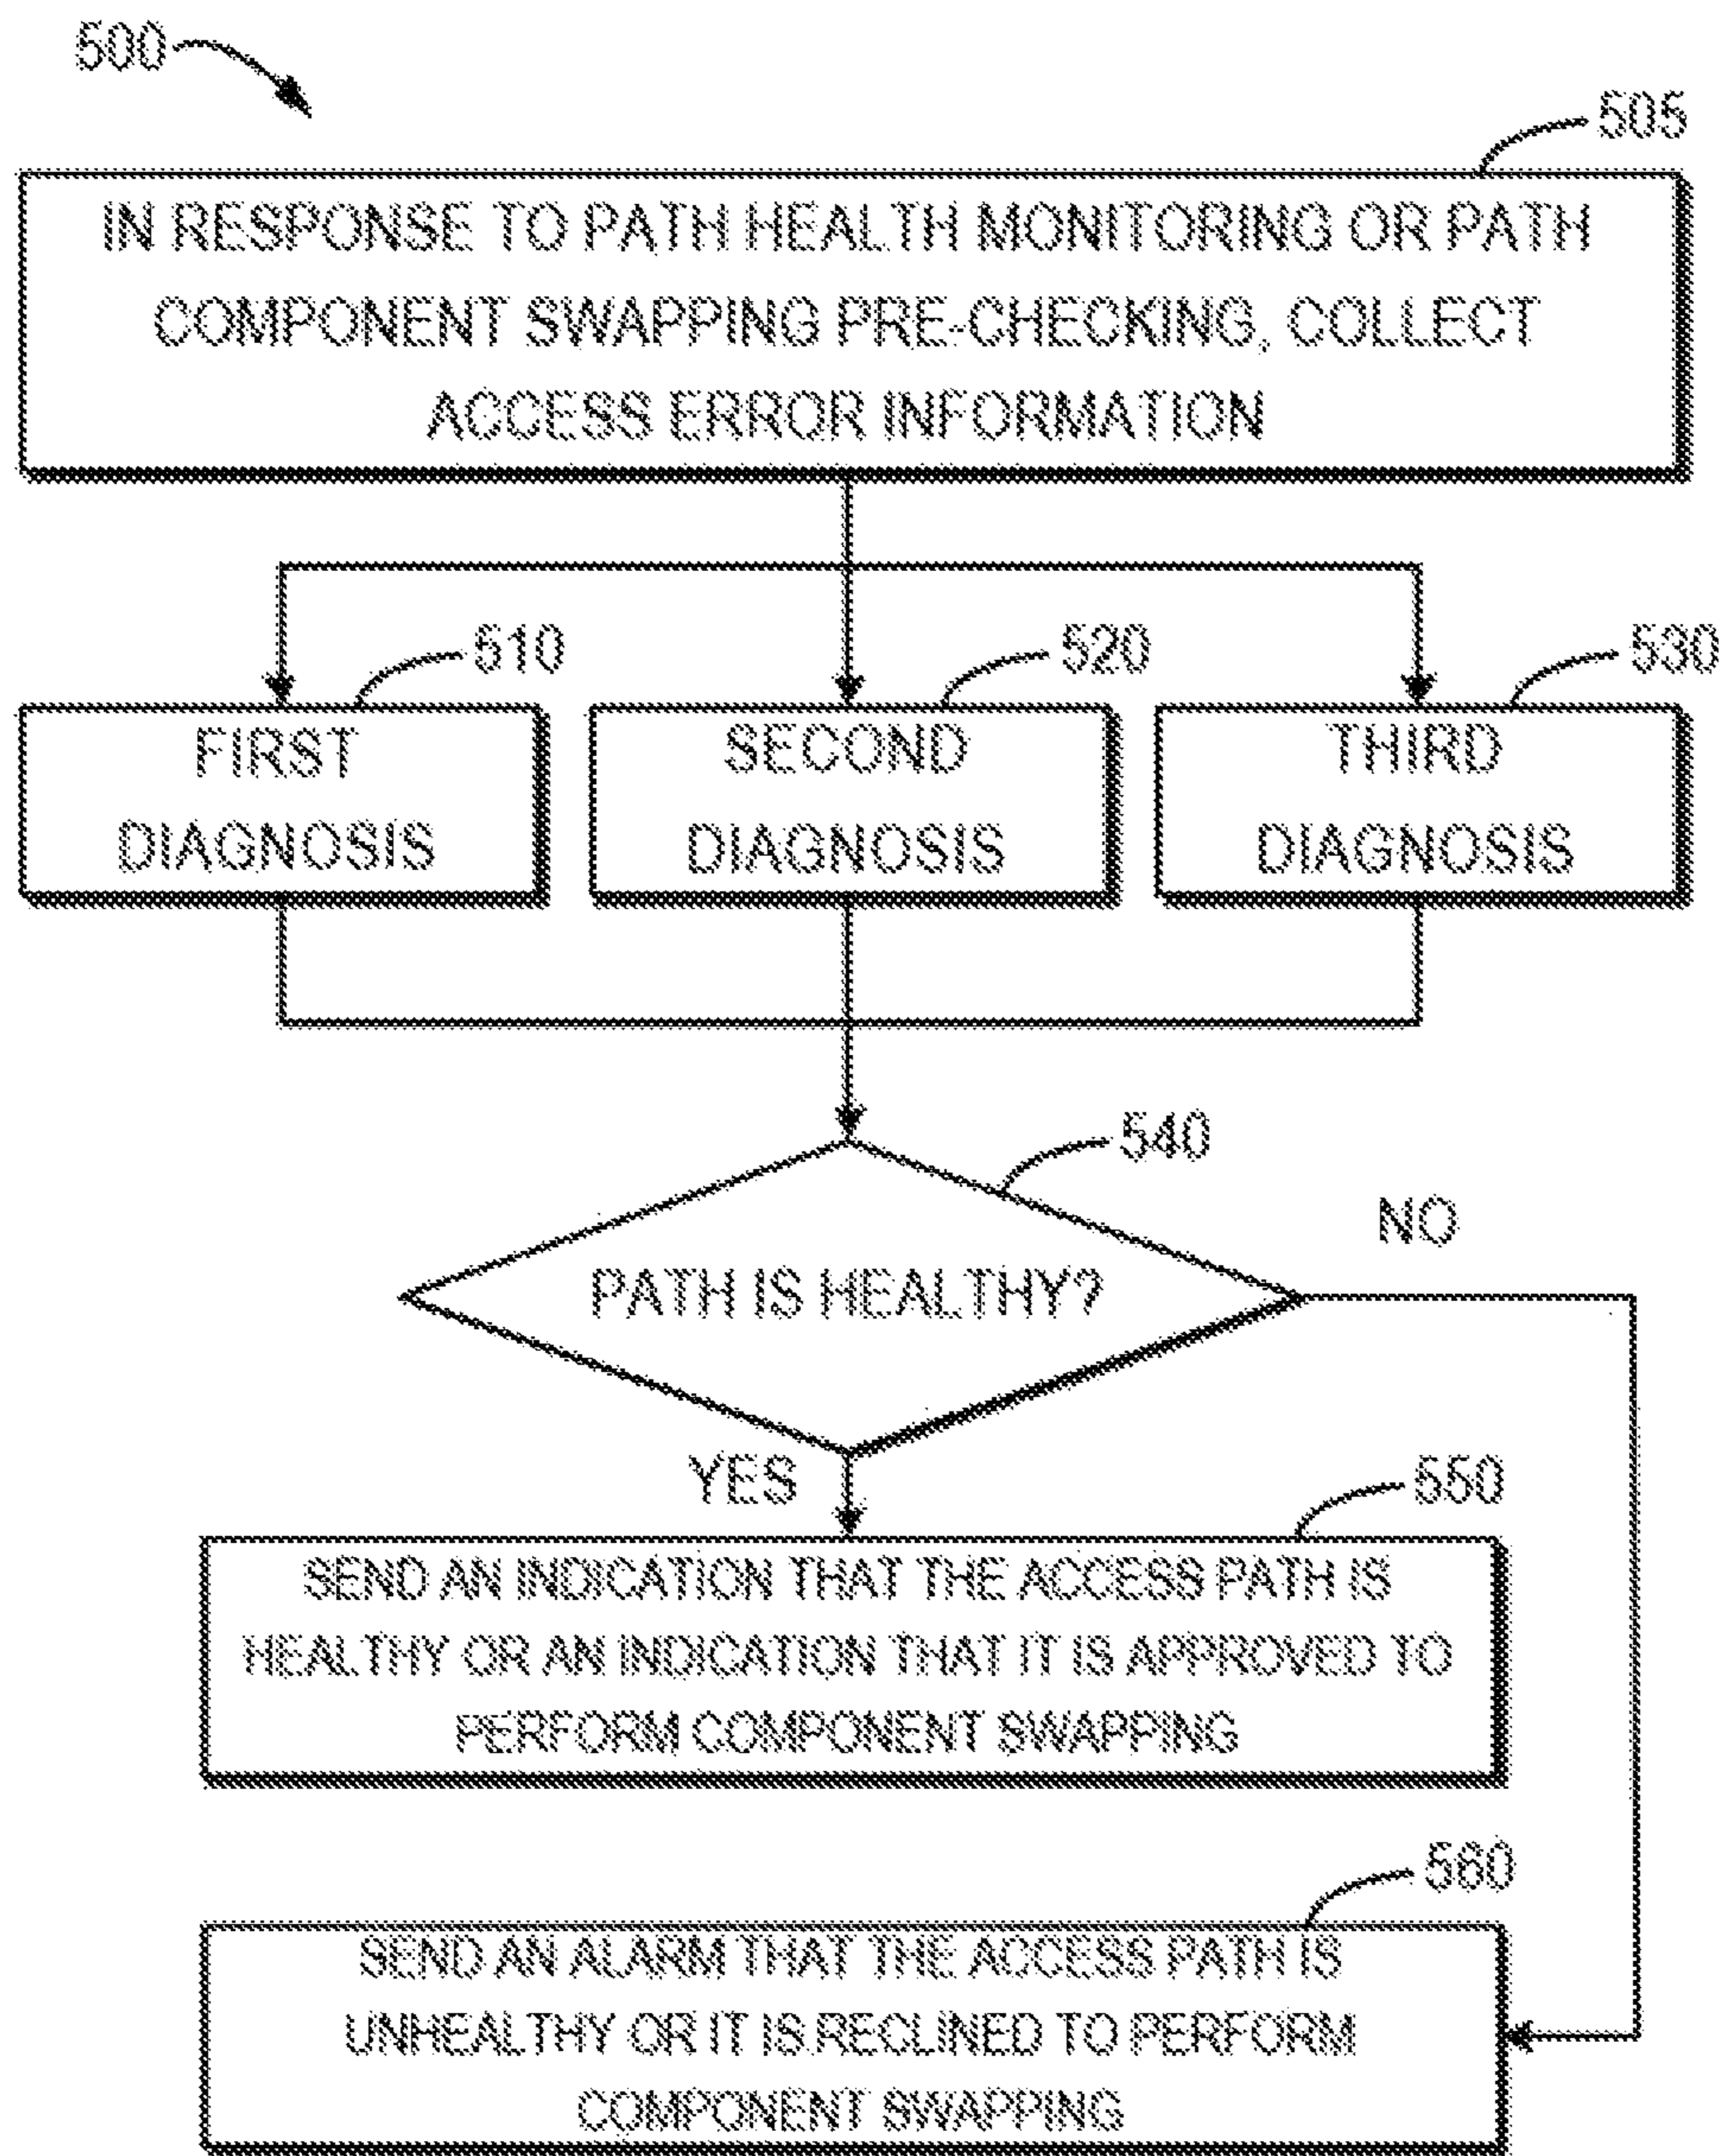 500
505
IN RESPONSE TO PATH HEALTH MONITORING OR PATH
COMPONENT SWAPPING PRE-CHECKING, COLLECT
ACCESS ERROR INFORMATION
510
520
530
FIRST
DIAGNOSIS
SECOND
DIAGNOSIS
THIRD
DIAGNOSIS
540
NO
PATH IS HEALTHY?
YES
550
SEND AN INDICATION THAT THE ACCESS PATH IS
HEALTHY OR AN INDICATION THAT IT IS APPROVED TO
PERFORM COMPONENT SWAPPING
560
SEND AN ALARM THAT THE ACCESS PATH IS
UNHEALTHY OR IT IS RECLINED TO PERFORM
COMPONENT SWAPPING